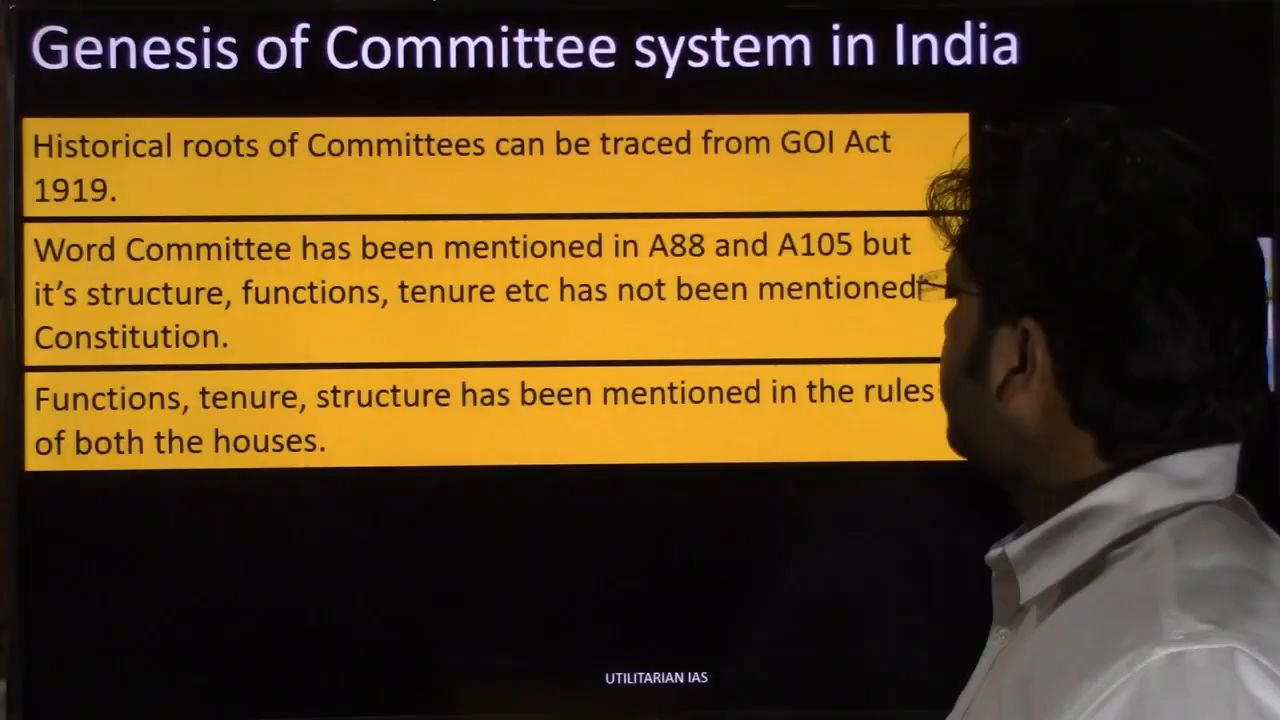 Genesis of Committee system in India
Historical roots of Committees can be traced from GOI Act
1919.
Word Committee has been mentioned in A88 and A105 but
it's structure, functions, tenure etc has not been mentioned
Constitution.
Functions, tenure, structure has been mentioned in the rules
of both the houses.
UTILITARIAN IAS